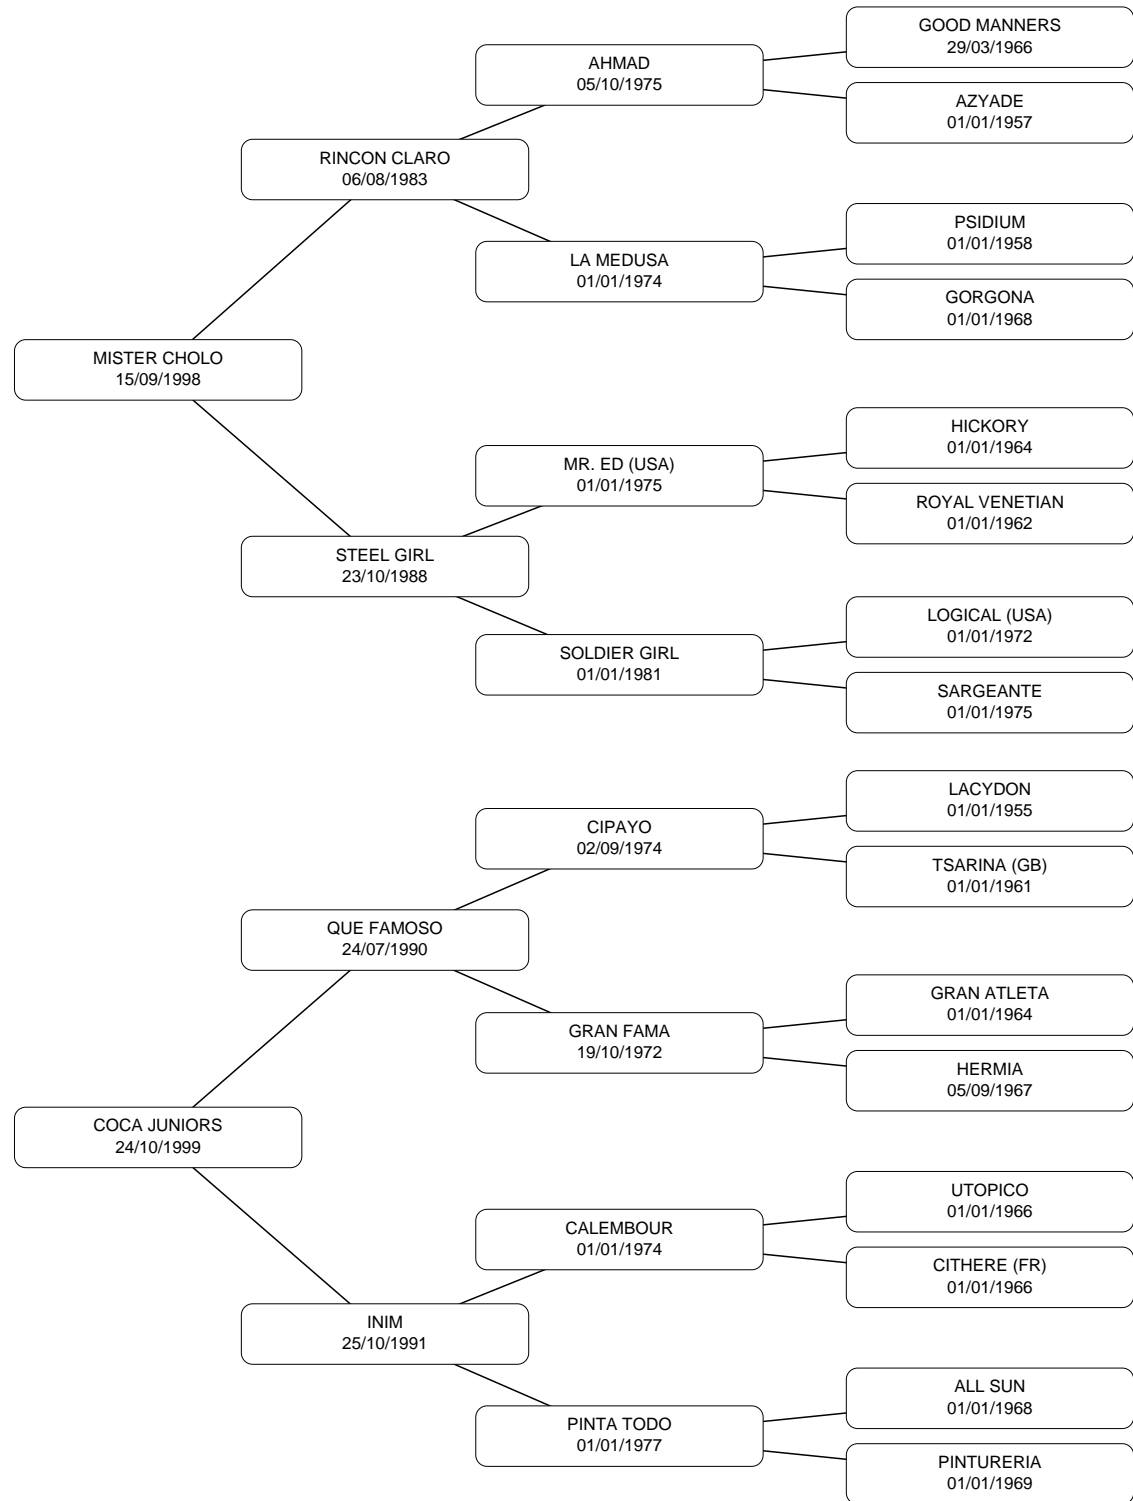 GOOD MANNERS
29/03/1966
AHMAD
05/10/1975
AZYADE
01/01/1957
RINCON CLARO
06/08/1983
PSIDIUM
01/01/1958
LA MEDUSA
01/01/1974
GORGONA
01/01/1968
MISTER CHOLO
15/09/1998
HICKORY
01/01/1964
MR. ED (USA)
01/01/1975
ROYAL VENETIAN
01/01/1962
STEEL GIRL
23/10/1988
LOGICAL (USA)
01/01/1972
SOLDIER GIRL
01/01/1981
SARGEANTE
01/01/1975
LACYDON
01/01/1955
CIPAYO
02/09/1974
TSARINA (GB)
01/01/1961
QUE FAMOSO
24/07/1990
GRAN ATLETA
01/01/1964
GRAN FAMA
19/10/1972
HERMIA
05/09/1967
COCA JUNIORS
24/10/1999
UTOPICO
01/01/1966
CALEMBOUR
01/01/1974
CITHERE (FR)
01/01/1966
INIM
25/10/1991
ALL SUN
01/01/1968
PINTA TODO
01/01/1977
PINTURERIA
01/01/1969